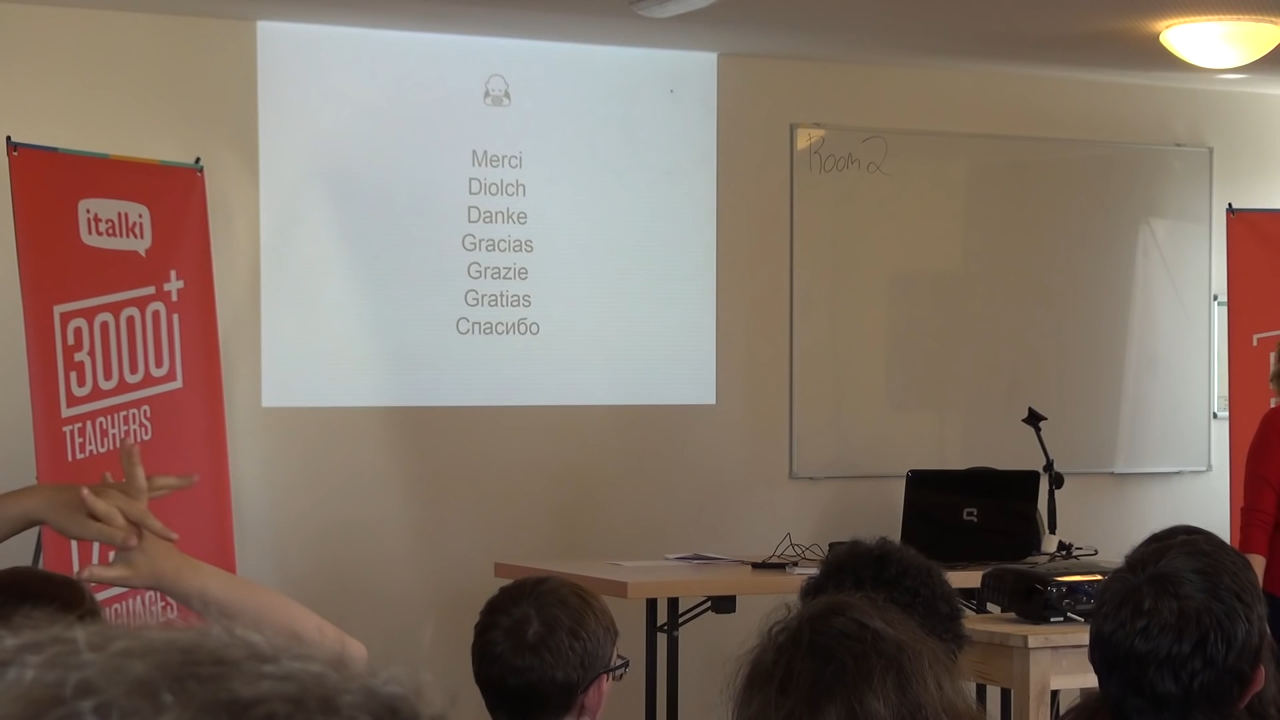 italki
3000+
TEACHERS
Merci
Diolch
Danke
Gracias
Grazie
Gratias
Спасибо
Room 2